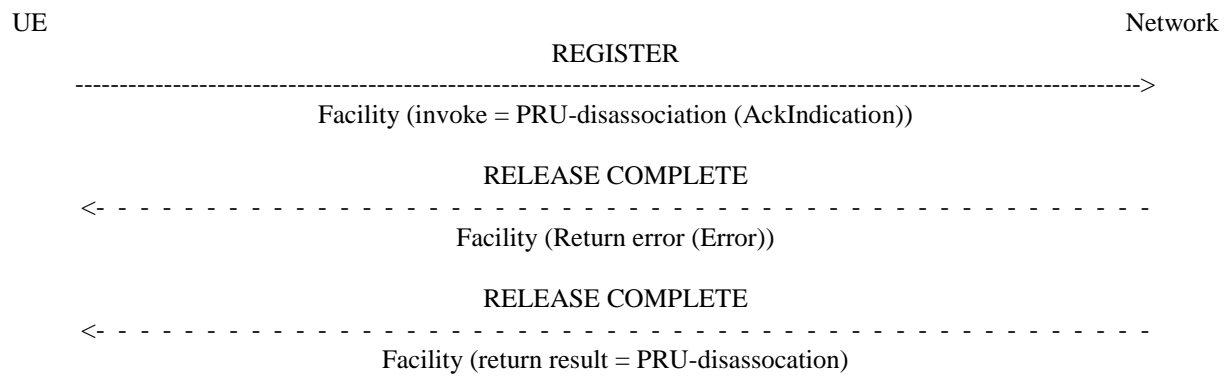 UE Network
REGISTER
------------------------------------------------------------------------------------------------------------------------>
Facility (invoke = PRU-disassociation (AckIndication))
RELEASE COMPLETE
<- - - - - - - - - - - - - - - - - - - - - - - - - - - - - - - - - - - - - - - - - - - - - - - -
Facility (Return error (Error))
RELEASE COMPLETE
<- - - - - - - - - - - - - - - - - - - - - - - - - - - - - - - - - - - - - - - - - - - - - - - -
Facility (return result = PRU-disassocation)